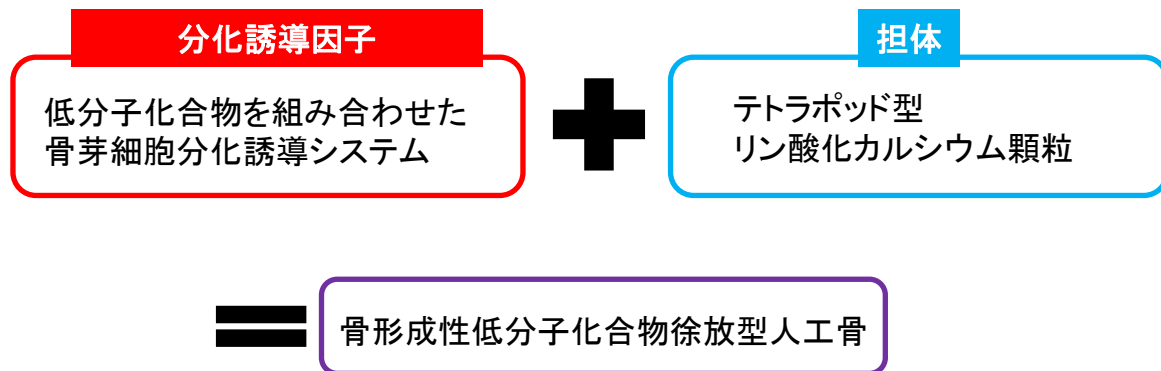 分化誘導因子
低分子化合物を組み合わせた
骨芽細胞分化誘導システム
担体
テトラポッド型
リン酸化カルシウム顆粒
骨形成性低分子化合物徐放型人工骨